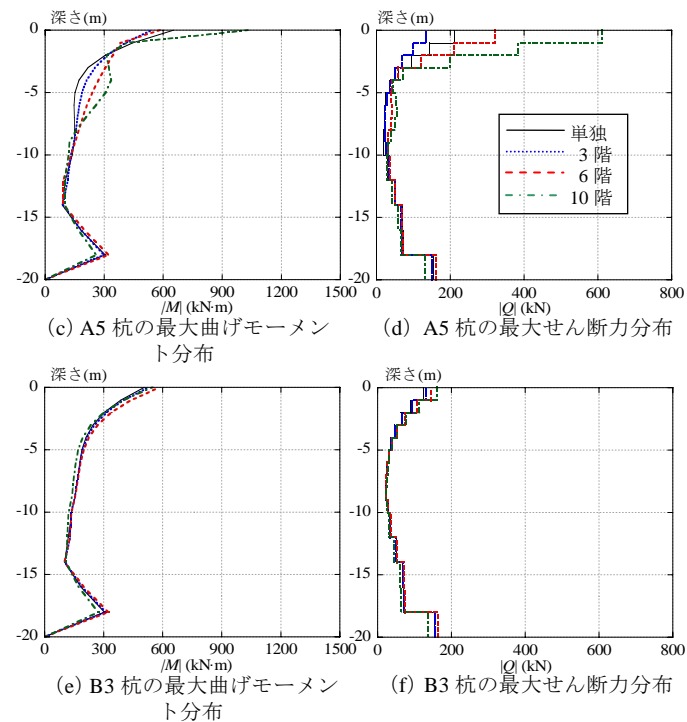 深さ(m)
0
-5
-10
-15
-20
0 300 600 900 1200 1500
|M| (kN·m)
(c) A5 杭の最大曲げモーメン
ト分布
深さ(m)
0
-5
-10
-15
-20
0 200 400 600 800
|Q| (kN)
単独
3 階
6 階
10 階
(d) A5 杭の最大せん断力分布
深さ(m)
0
-5
-10
-15
-20
0 300 600 900 1200 1500
|M| (kN·m)
(e) B3 杭の最大曲げモーメン
ト分布
深さ(m)
0
-5
-10
-15
-20
0 200 400 600 800
|Q| (kN)
(f) B3 杭の最大せん断力分布